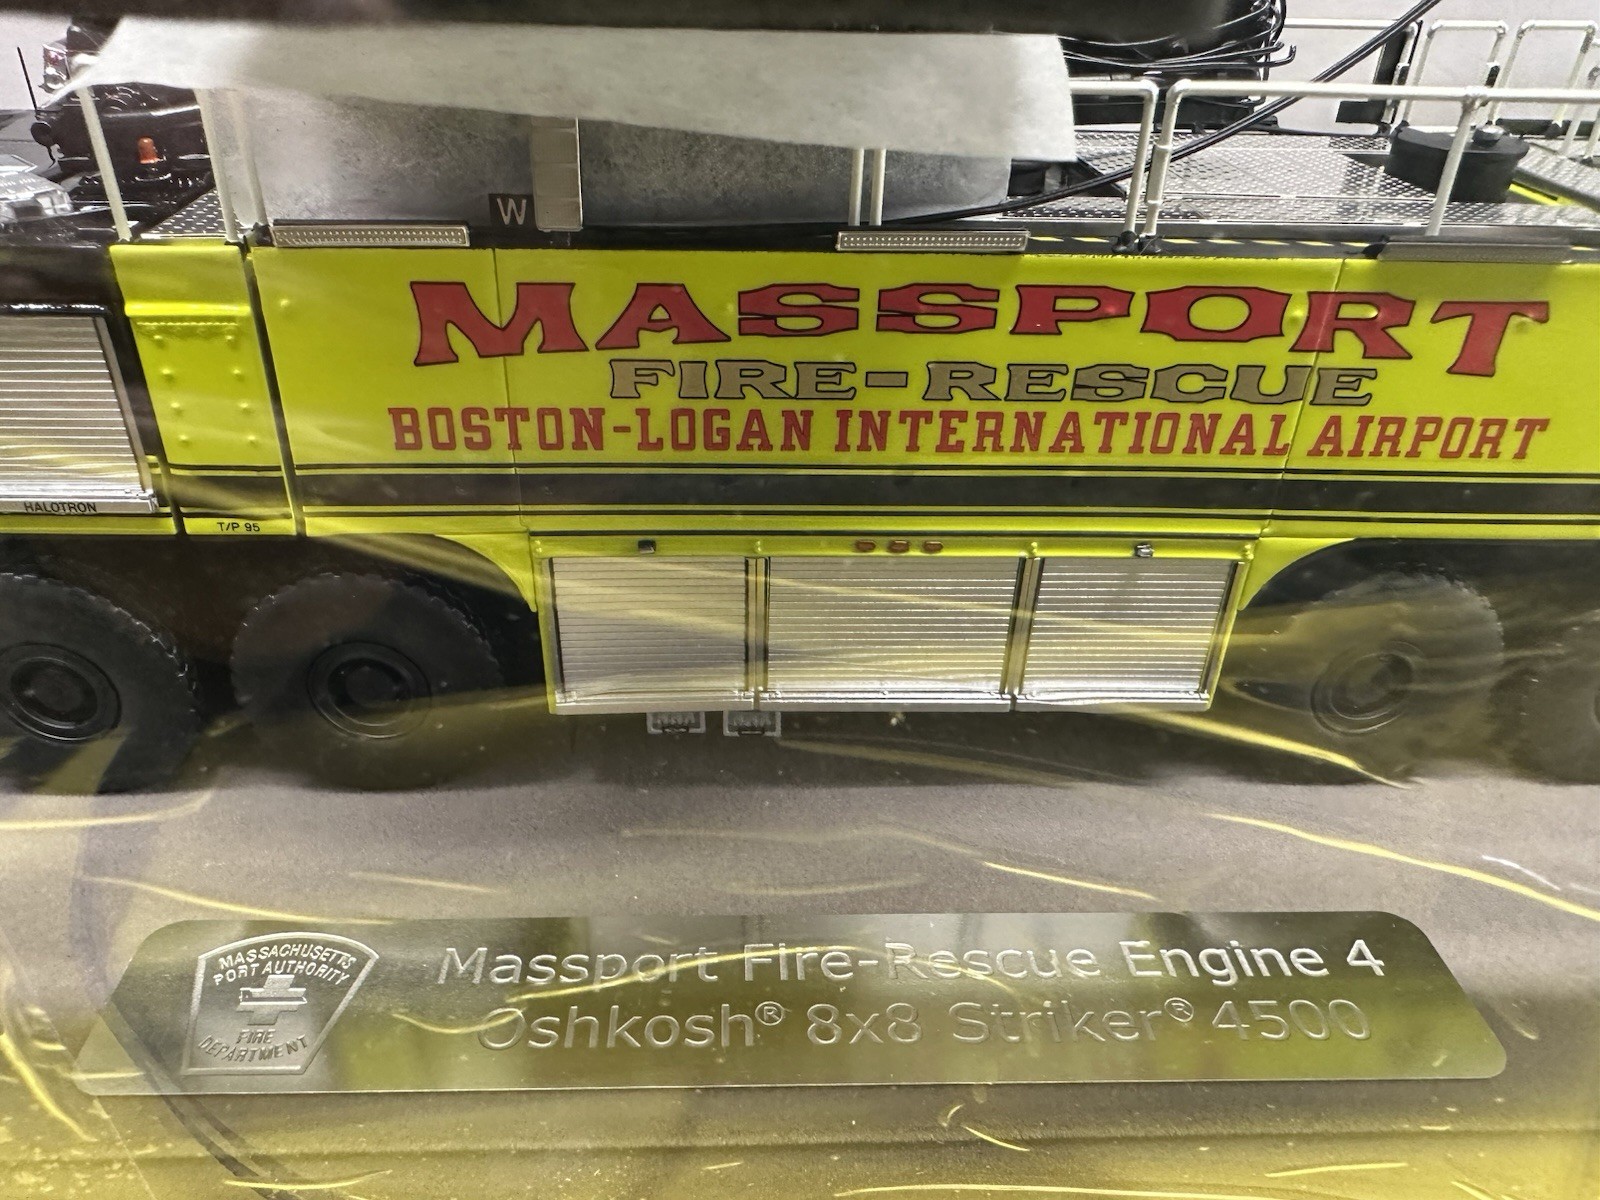 W
MASSPORT
FIRE-RESCUE
BOSTON-LOGAN INTERNATIONAL AIRPORT
HALOTRON
T/P 95
MASSACHUSETTS
PORT AUTHORITY
FIRE
DEPARTMENT
Massport Fire-Rescue Engine 4
Oshkosh® 8x8 Striker® 4500